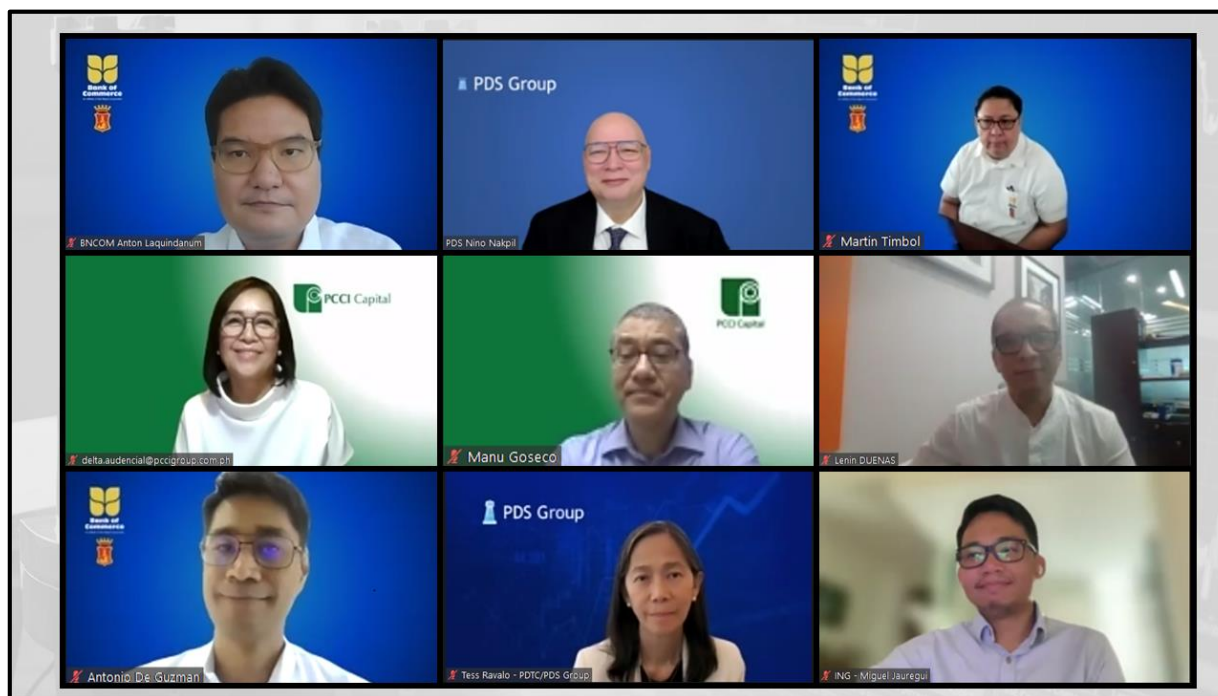 Bank of
Commerce
BNCOM Anton Laquindanum
PDS Group
PDS Nino Nakpil
Bank of
Commerce
Martin Timbol
PCCI Capital
delta.audencial@pccigroup.com.ph
PCCI Capital
Manu Goseco
Lenin DUENAS
Bank of
Commerce
Antonio De Guzman
PDS Group
Tess Ravalo - PDTC/PDS Group
ING - Miguel Jauregui